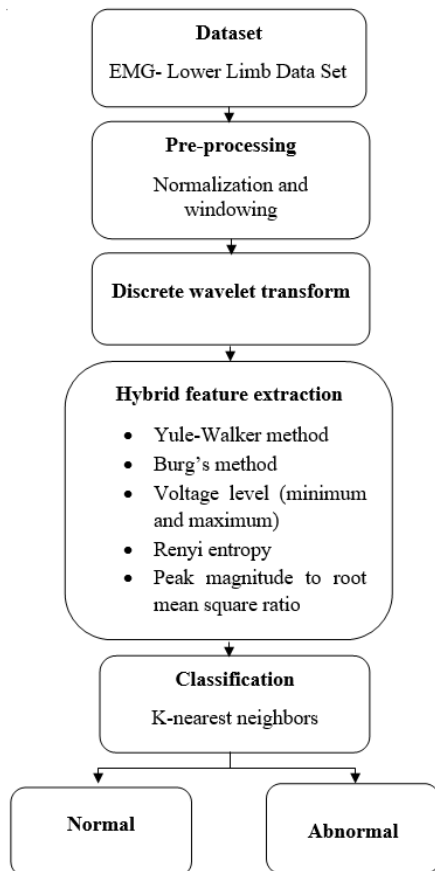 Dataset
EMG- Lower Limb Data Set
Pre-processing
Normalization and
windowing
Discrete wavelet transform
Hybrid feature extraction
• Yule-Walker method
• Burg’s method
• Voltage level (minimum
and maximum)
• Renyi entropy
• Peak magnitude to root
mean square ratio
Classification
K-nearest neighbors
Normal
Abnormal